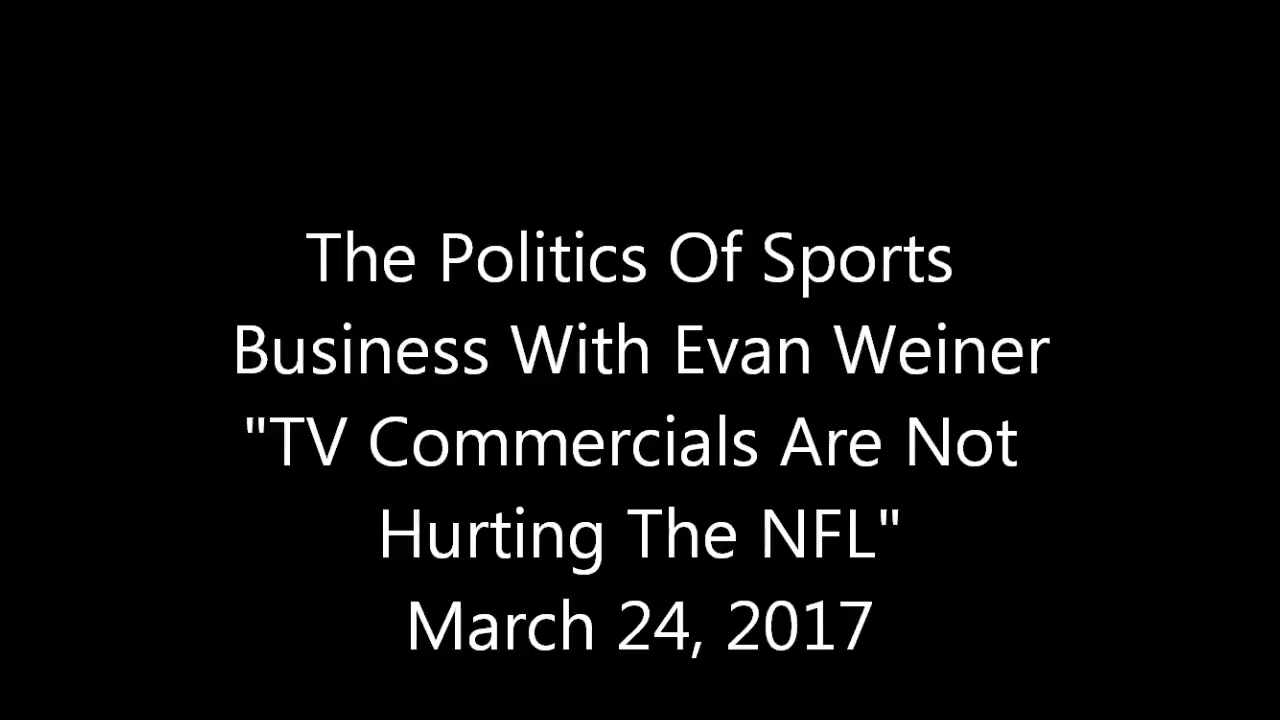 The Politics Of Sports
Business With Evan Weiner
"TV Commercials Are Not
Hurting The NFL"
March 24, 2017